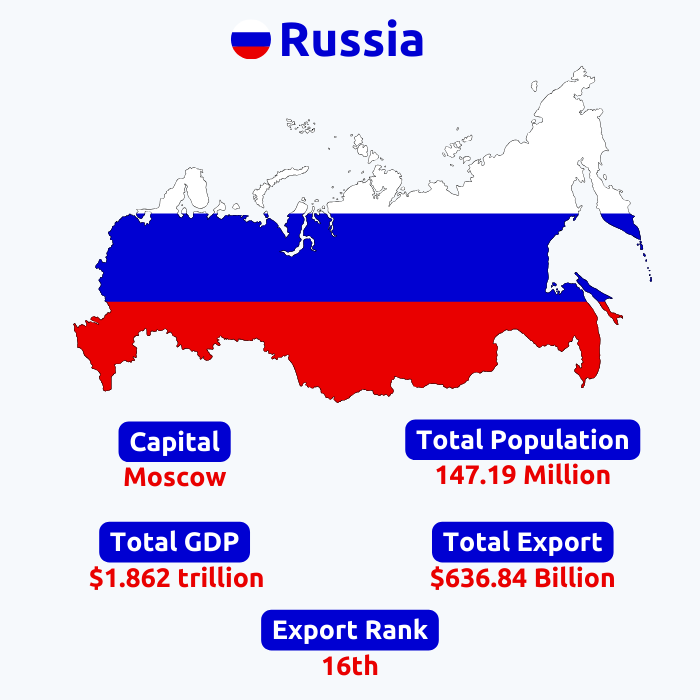 Russia
Capital
Moscow
Total Population
147.19 Million
Total GDP
$1.862 trillion
Total Export
$636.84 Billion
Export Rank
16th